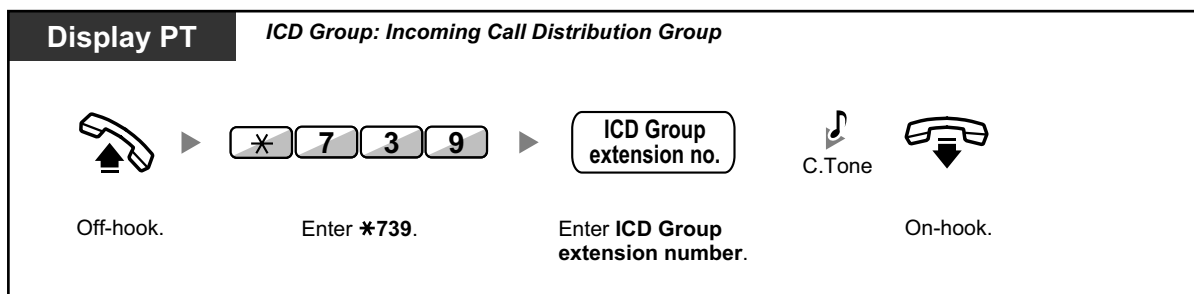 Display PT
ICD Group: Incoming Call Distribution Group
✳ 7 3 9
ICD Group
extension no.
C.Tone
Off-hook.
Enter ✳739.
Enter ICD Group
extension number.
On-hook.